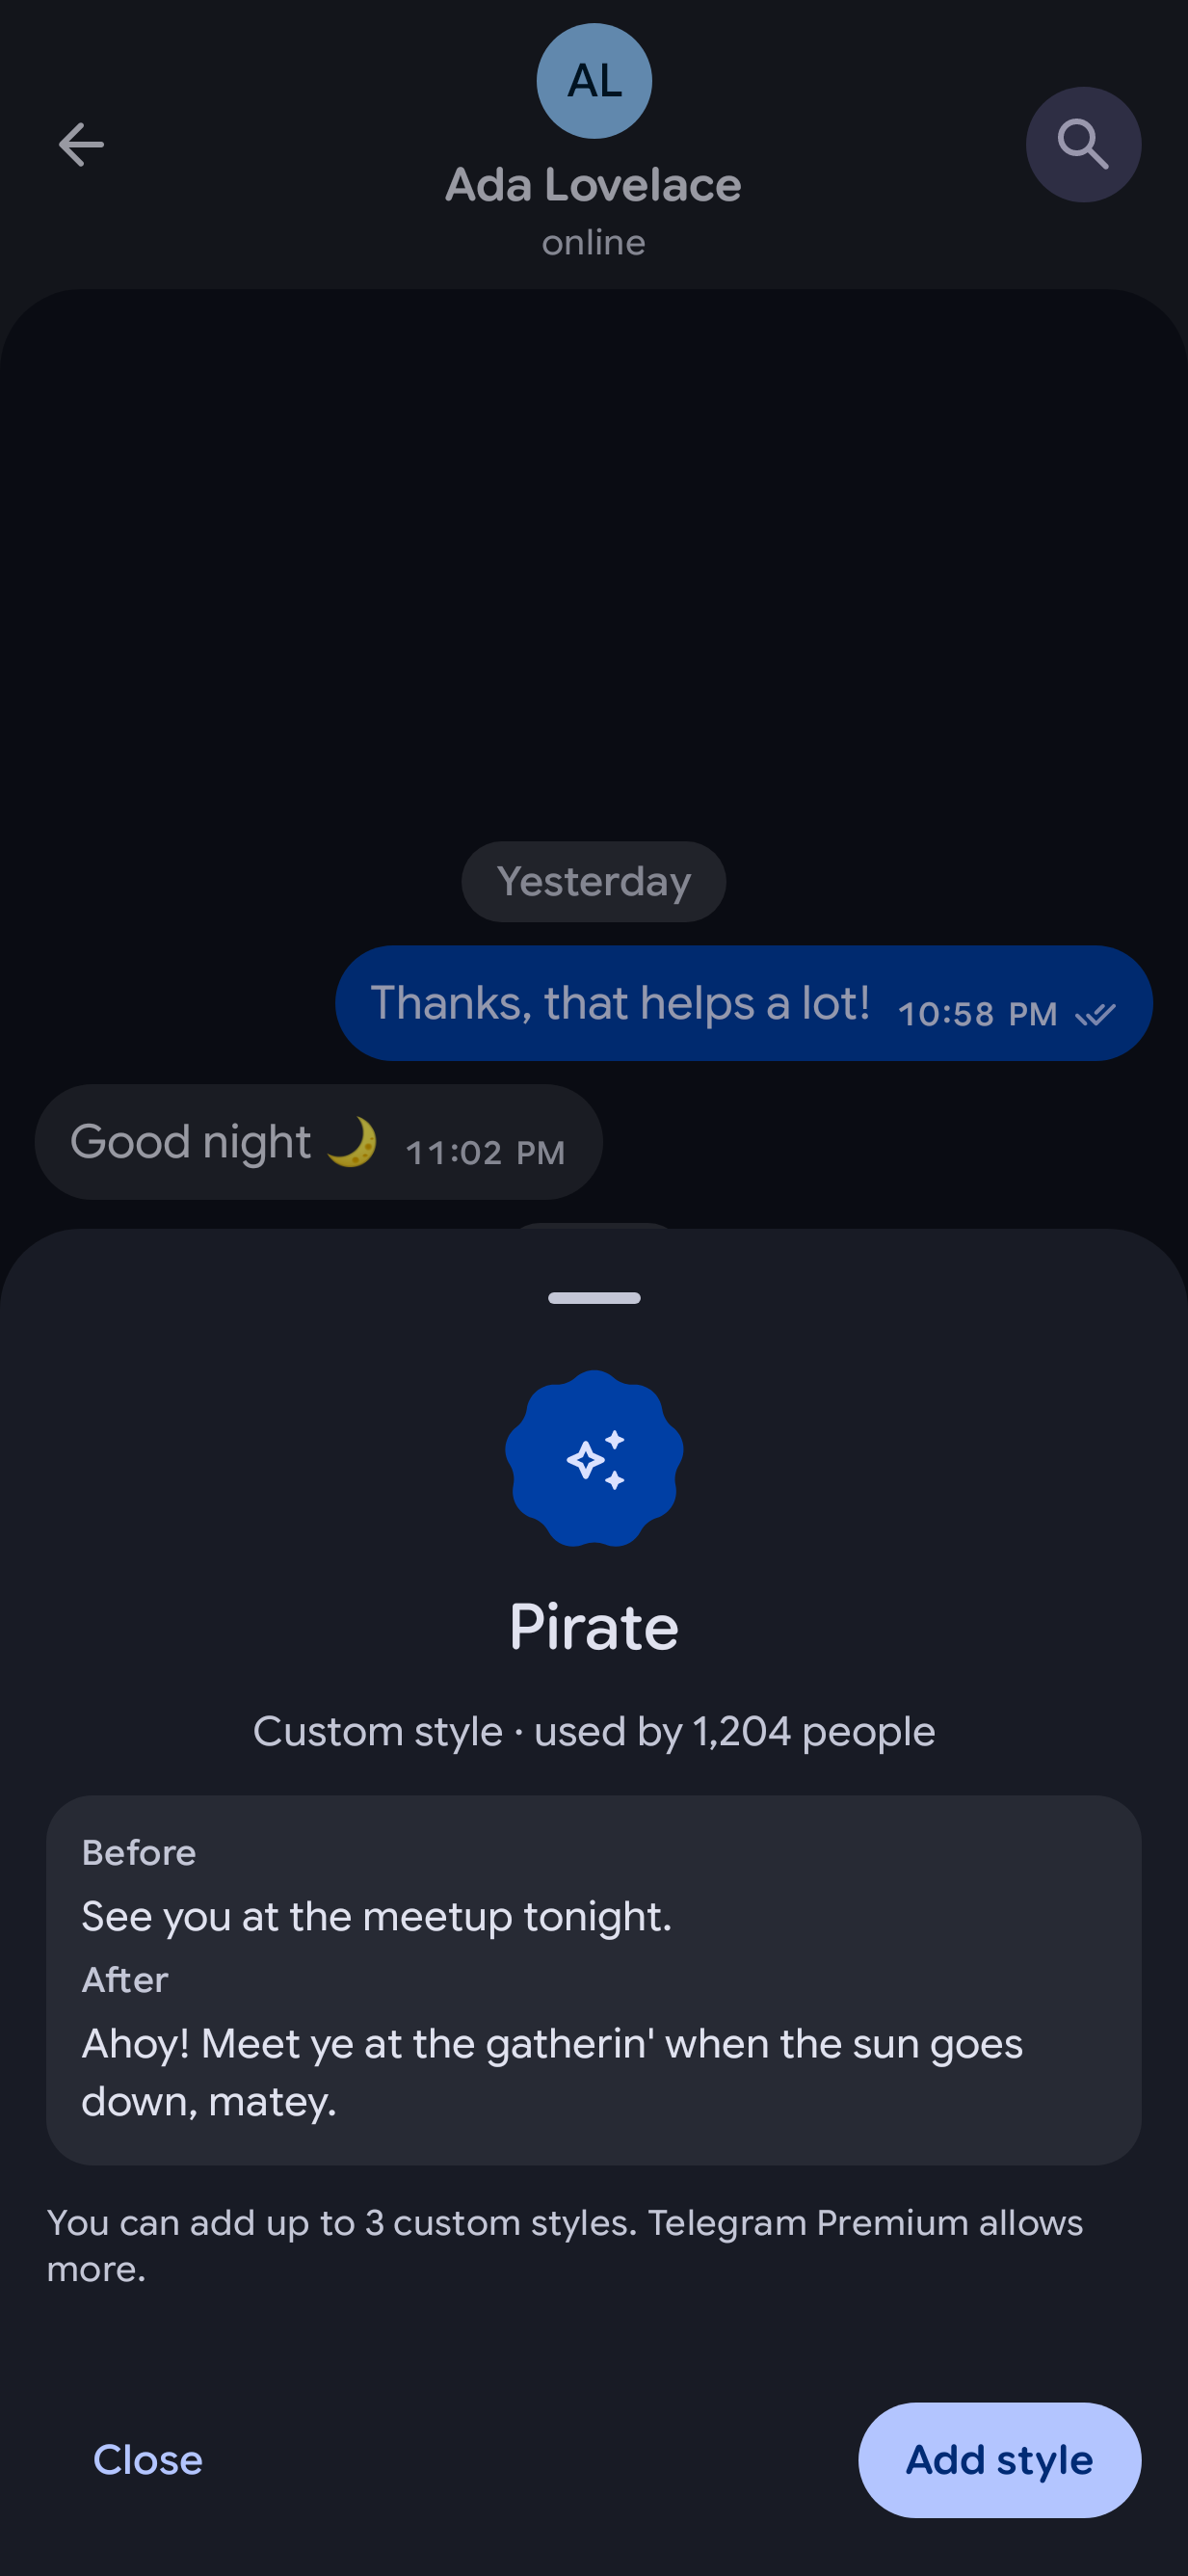 AL
Ada Lovelace
online
Yesterday
Thanks, that helps a lot! 10:58 PM
Good night 🌙 11:02 PM
Pirate
Custom style · used by 1,204 people
Before
See you at the meetup tonight.
After
Ahoy! Meet ye at the gatherin' when the sun goes
down, matey.
You can add up to 3 custom styles. Telegram Premium allows
more.
Close
Add style